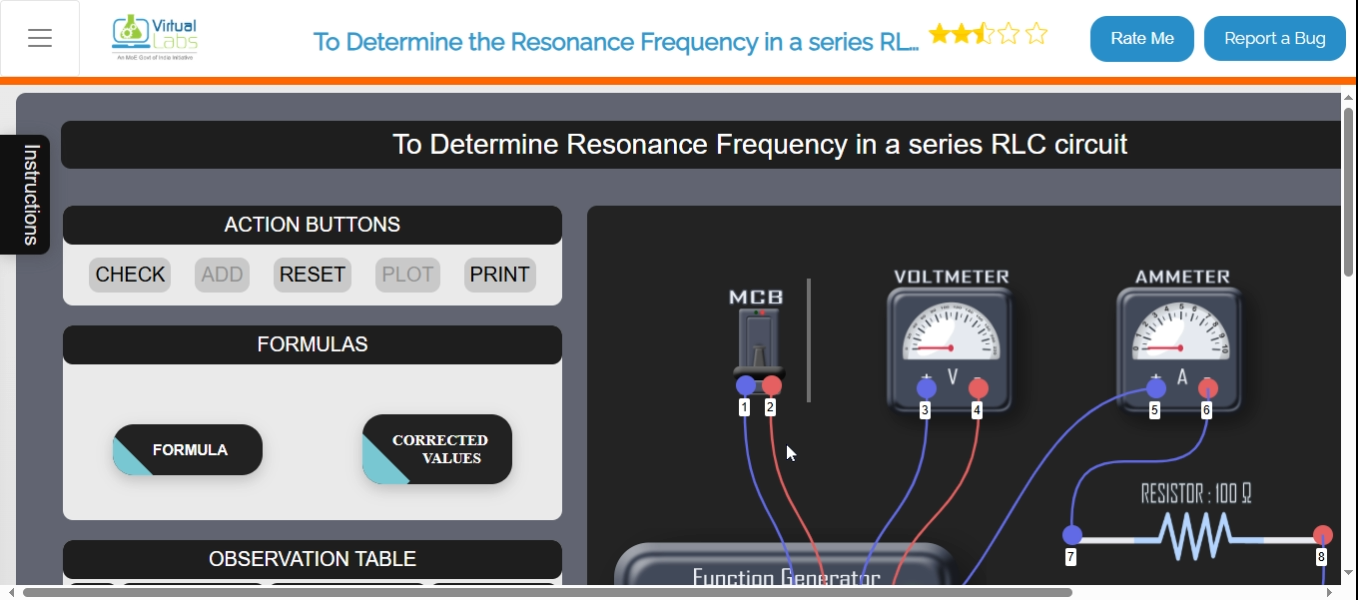 Virtual
Labs
An MoE Govt of India Initiative
To Determine the Resonance Frequency in a series RL...
Rate Me
Report a Bug
Instructions
To Determine Resonance Frequency in a series RLC circuit
ACTION BUTTONS
CHECK
ADD
RESET
PLOT
PRINT
FORMULAS
FORMULA
CORRECTED
VALUES
OBSERVATION TABLE
MCB
1
2
VOLTMETER
+ V -
3
4
AMMETER
+ A -
5
6
RESISTOR : 100 Ω
7
8
Function Generator